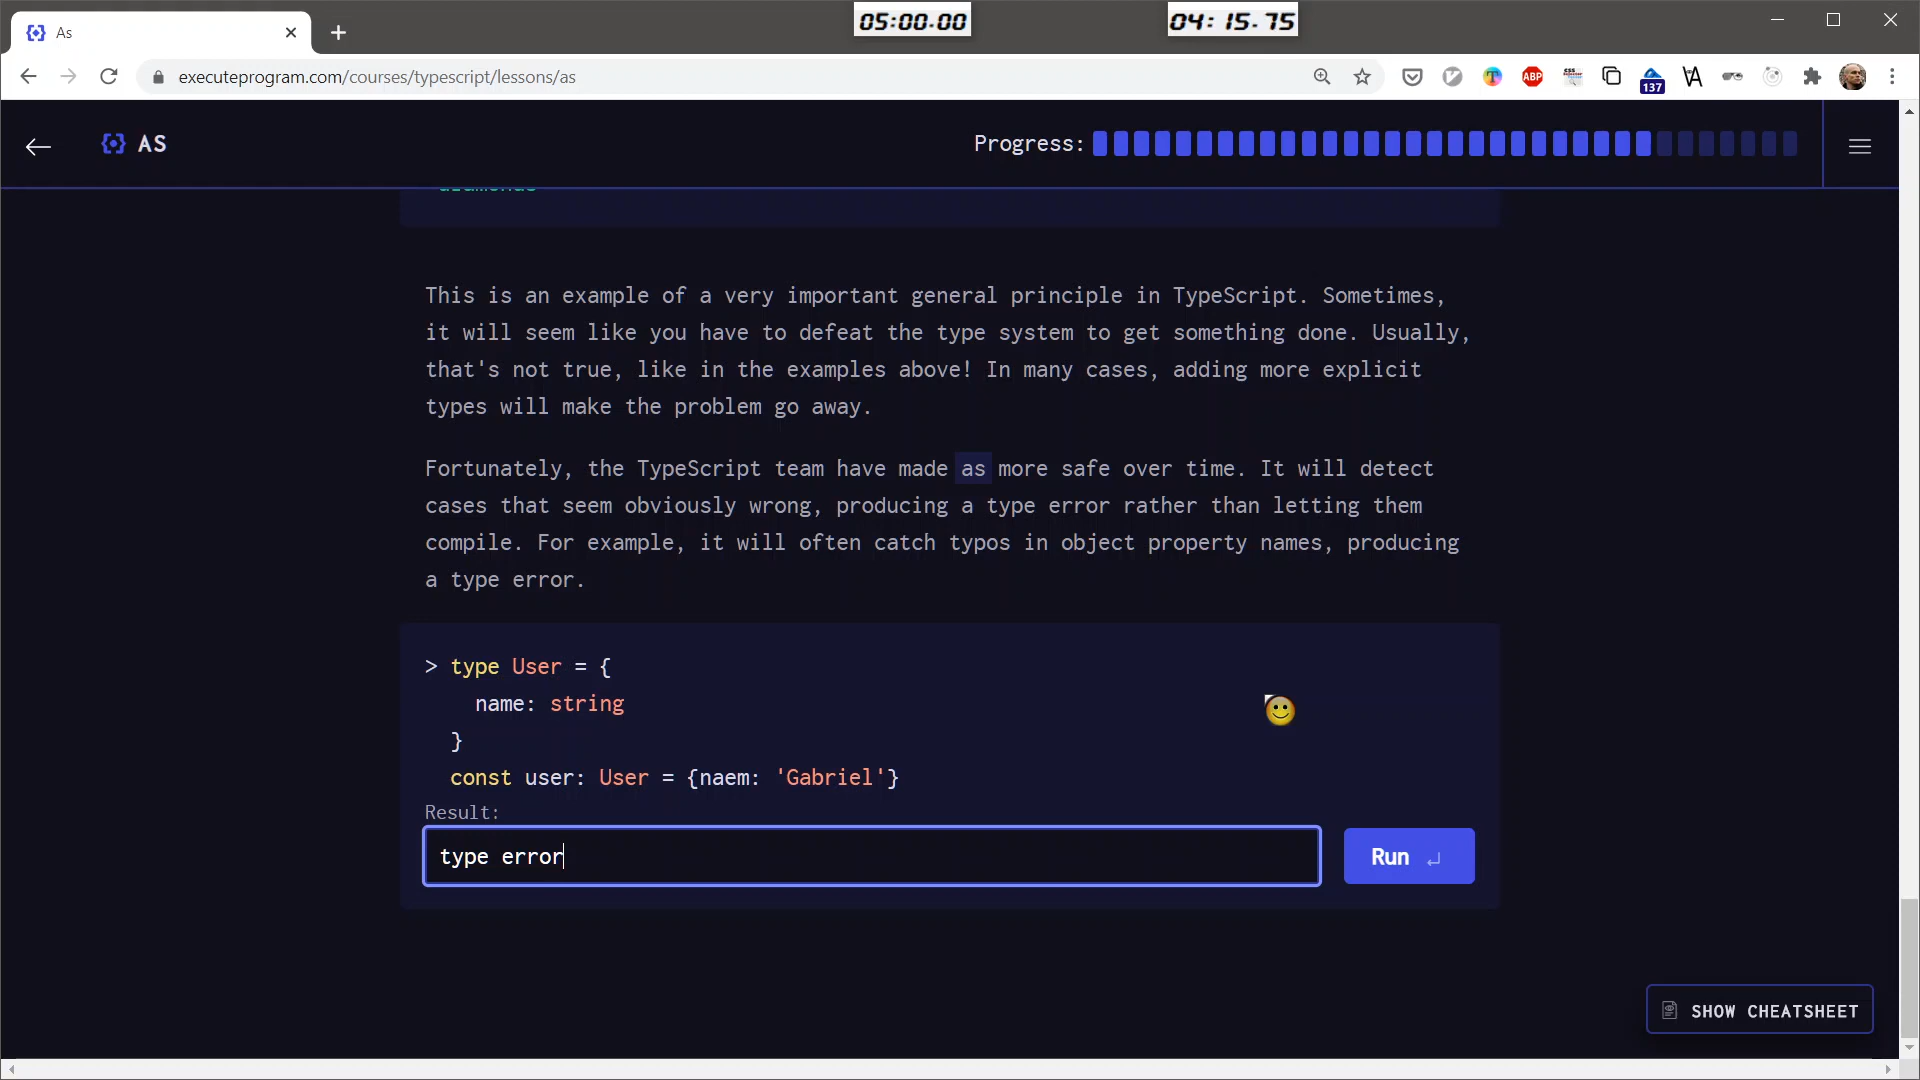 As
05:00.00
04:15.75
executeprogram.com/courses/typescript/lessons/as
ABP
137
AS
Progress:
diamonds
This is an example of a very important general principle in TypeScript. Sometimes,
it will seem like you have to defeat the type system to get something done. Usually,
that's not true, like in the examples above! In many cases, adding more explicit
types will make the problem go away.
Fortunately, the TypeScript team have made as more safe over time. It will detect
cases that seem obviously wrong, producing a type error rather than letting them
compile. For example, it will often catch typos in object property names, producing
a type error.
> type User = {
name: string
}
const user: User = {naem: 'Gabriel'}
Result:
type error
Run
SHOW CHEATSHEET